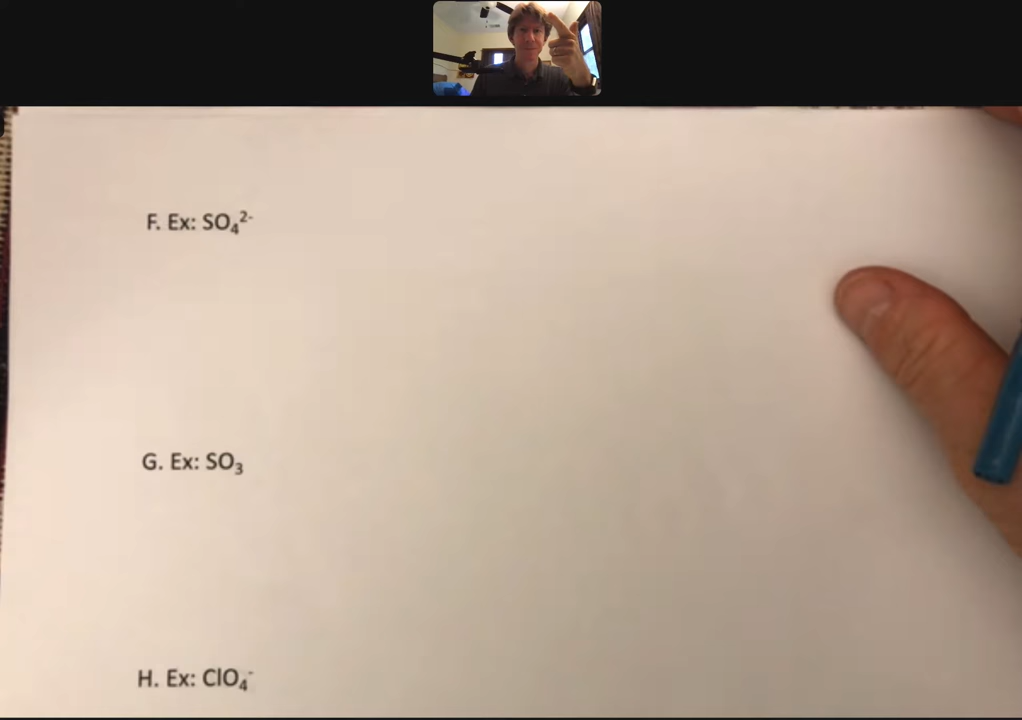 F. Ex: SO₄²⁻
G. Ex: SO₃
H. Ex: ClO₄⁻